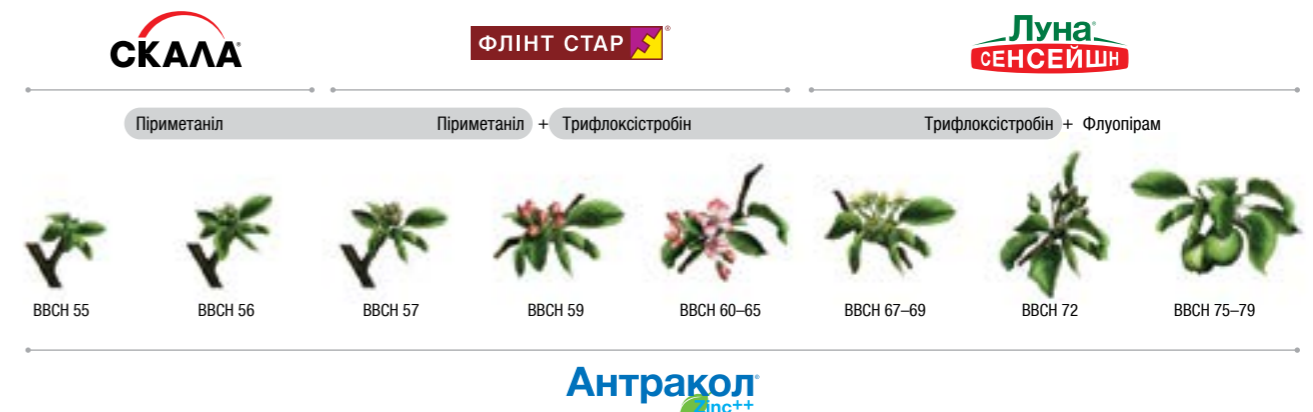 СКАЛА
ФЛІНТ СТАР
Луна
СЕНСЕЙШН
Піриметаніл
Піриметаніл + Трифлоксістробін
Трифлоксістробін + Флуопірам
BBCH 55
BBCH 56
BBCH 57
BBCH 59
BBCH 60–65
BBCH 67–69
BBCH 72
BBCH 75–79
Антракол
Zinc++